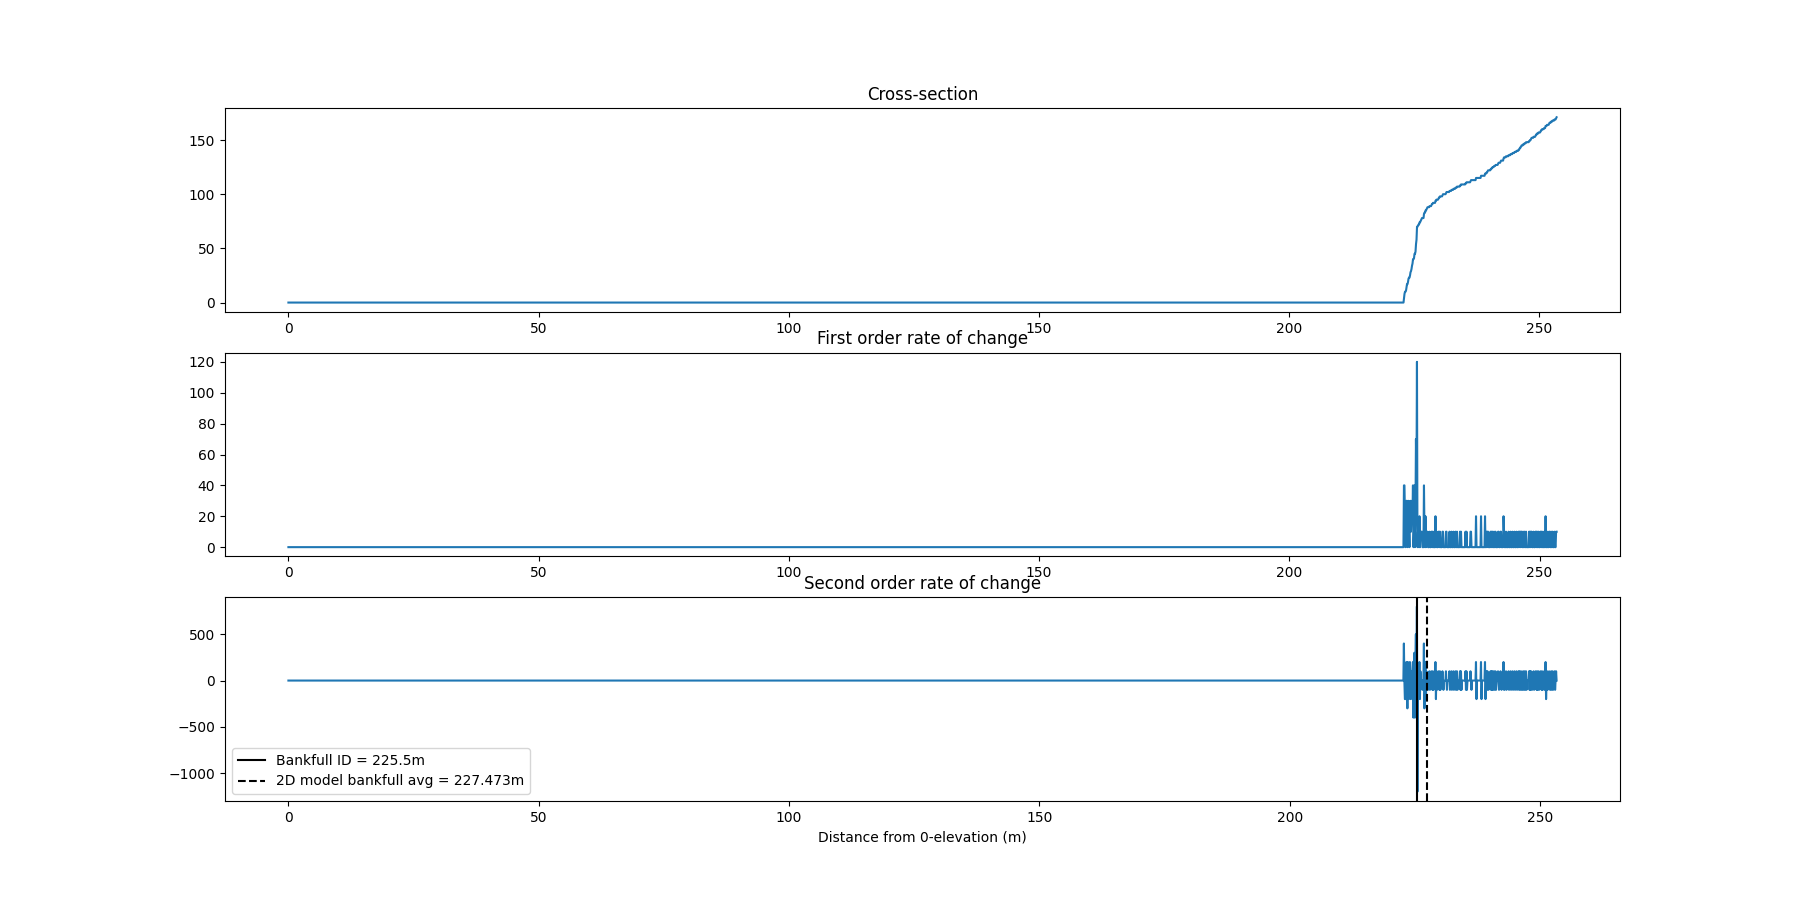 Cross-section
150
100
50
0
0 50 100 150 200 250
First order rate of change
120
100
80
60
40
20
0
0 50 100 150 200 250
Second order rate of change
500
0
−500
−1000
Bankfull ID = 225.5m
2D model bankfull avg = 227.473m
0 50 100 150 200 250
Distance from 0-elevation (m)